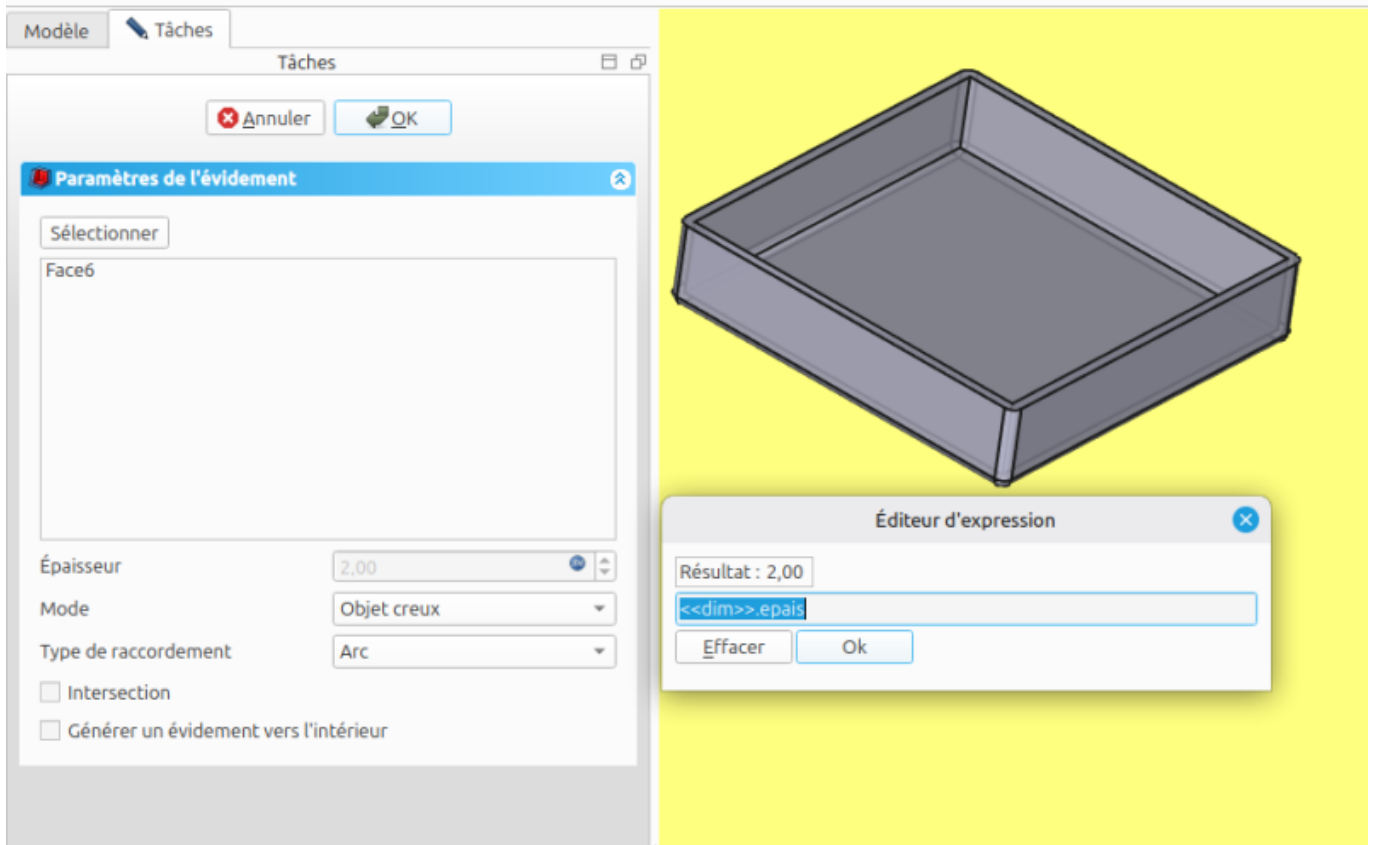 Modèle
Tâches
Tâches
Annuler
OK
Paramètres de l'évidement
Sélectionner
Face6
Épaisseur
2,00
Mode
Objet creux
Type de raccordement
Arc
Intersection
Générer un évidement vers l'intérieur
Éditeur d'expression
Résultat : 2,00
<<dim>>.epais
Effacer
Ok